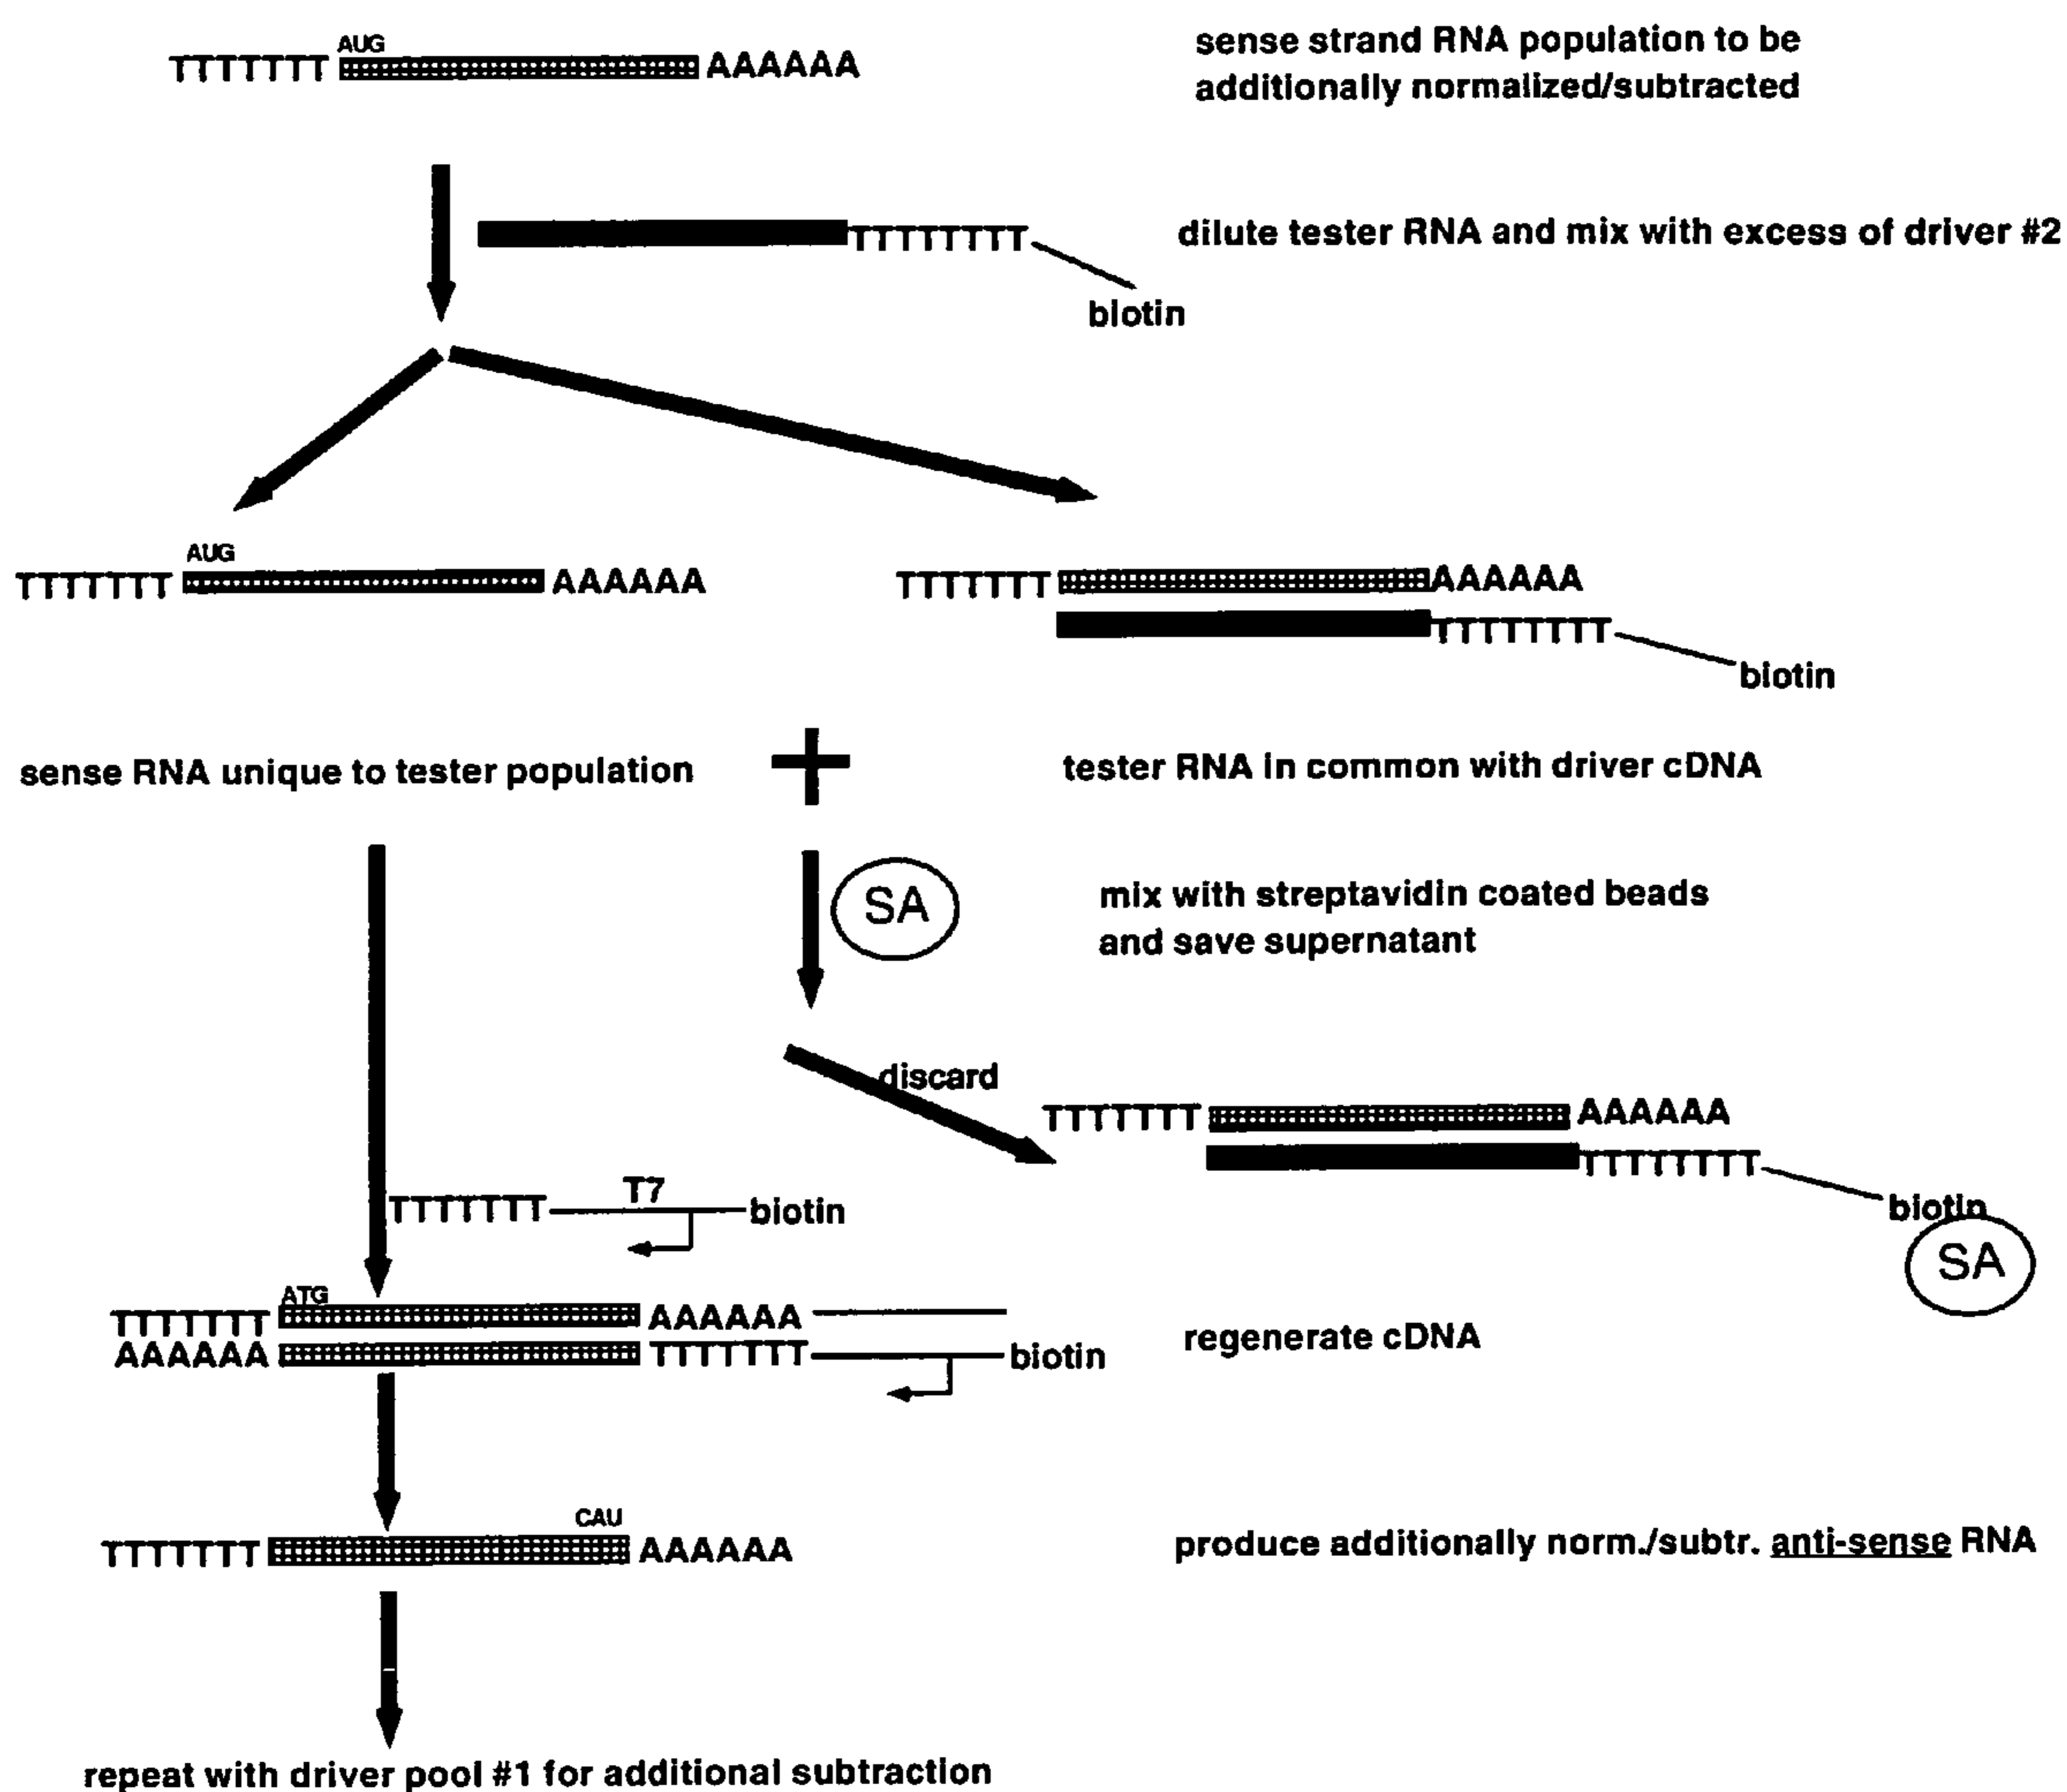 AUG
TTTTTTT AAAAAA
sense strand RNA population to be
additionally normalized/subtracted
TTTTTTTT
dilute tester RNA and mix with excess of driver #2
biotin
AUG
TTTTTTT AAAAAA
TTTTTTT AAAAAA
TTTTTTTT
biotin
sense RNA unique to tester population
+
tester RNA in common with driver cDNA
SA
mix with streptavidin coated beads
and save supernatant
discard
TTTTTTT AAAAAA
TTTTTTTT
biotin
SA
T7
TTTTTTT biotin
ATG
TTTTTTT AAAAAA
AAAAAA TTTTTTT biotin
regenerate cDNA
CAU
TTTTTTT AAAAAA
produce additionally norm./subtr. anti-sense RNA
repeat with driver pool #1 for additional subtraction